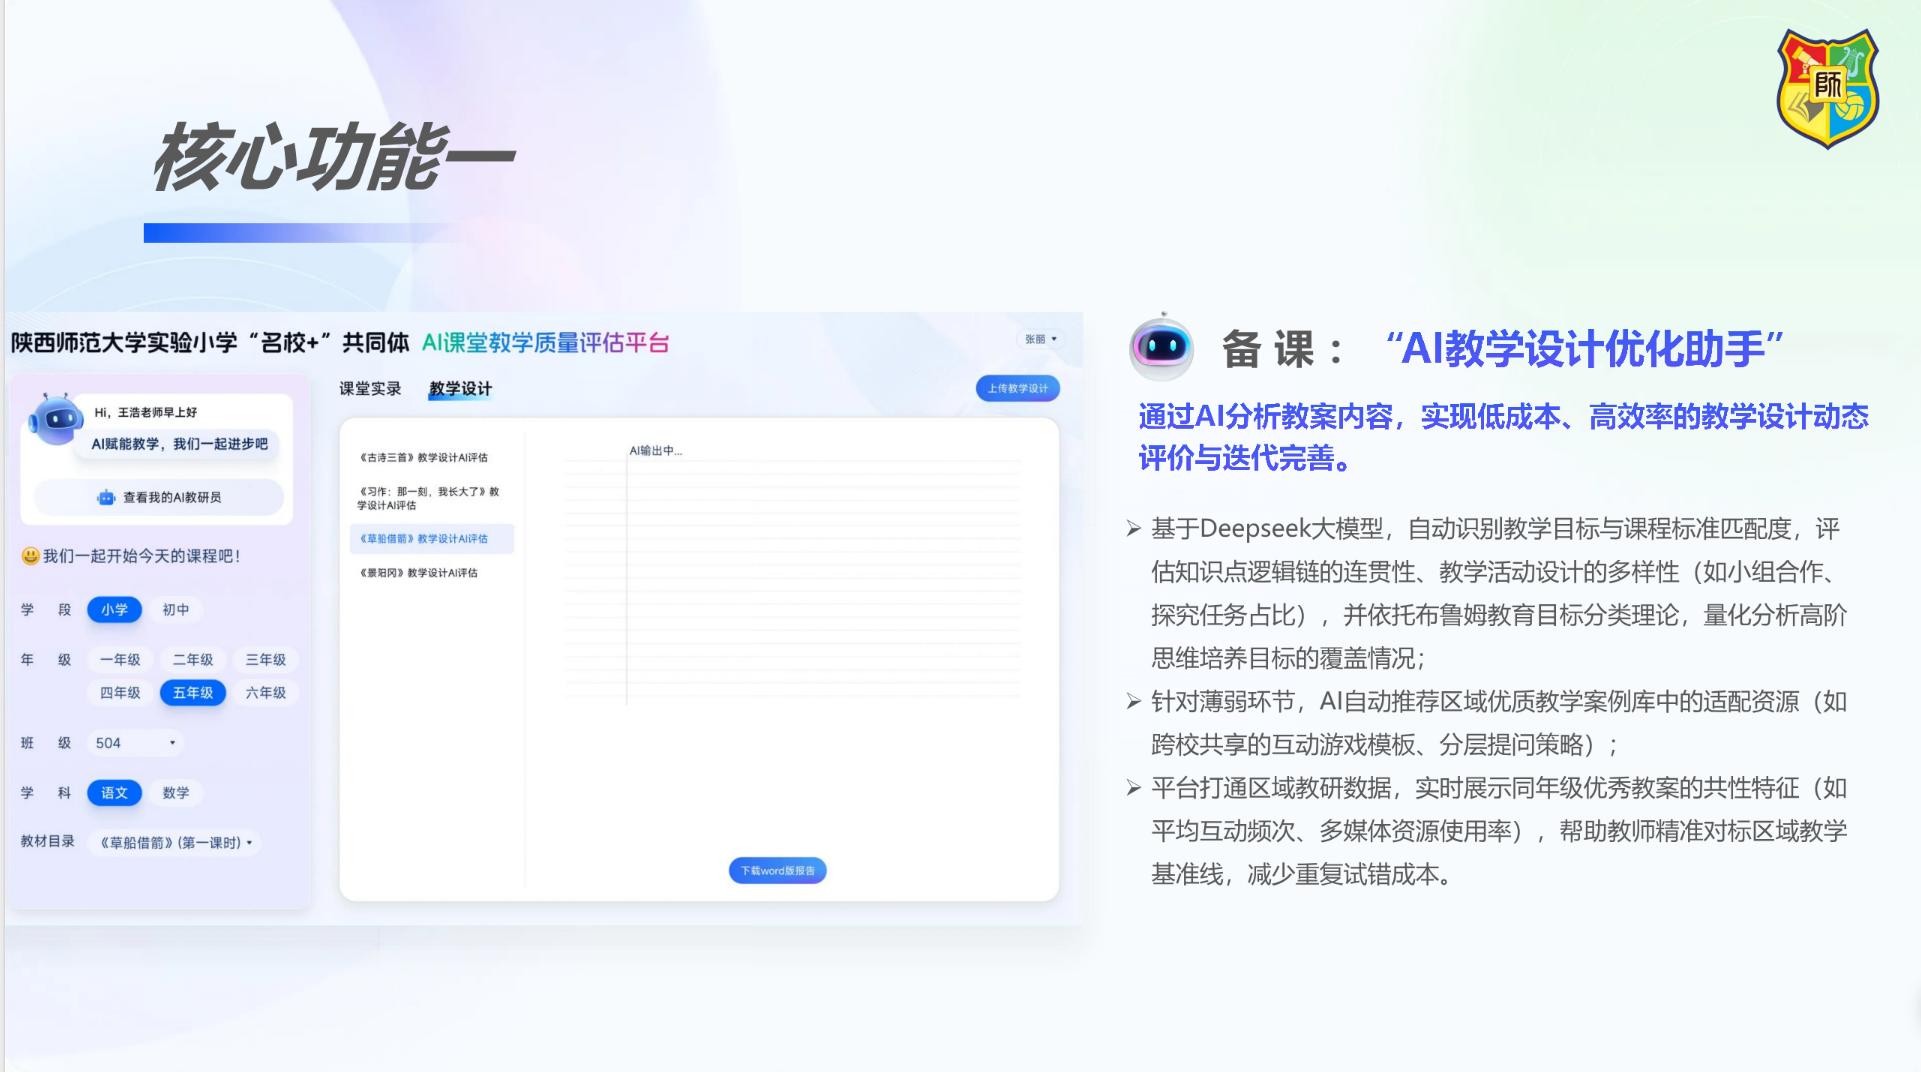 核心功能一
師
陕西师范大学实验小学“名校+”共同体 AI课堂教学质量评估平台
张丽
Hi，王浩老师早上好
AI赋能教学，我们一起进步吧
查看我的AI教研员
我们一起开始今天的课程吧！
学 段 小学 初中
年 级 一年级 二年级 三年级
四年级 五年级 六年级
班 级 504
学 科 语文 数学
教材目录 《草船借箭》(第一课时)
课堂实录 教学设计
上传教学设计
《古诗三首》教学设计AI评估
《习作：那一刻，我长大了》教
学设计AI评估
《草船借箭》教学设计AI评估
《景阳冈》教学设计AI评估
AI输出中...
下载word版报告
备课：“AI教学设计优化助手”
通过AI分析教案内容，实现低成本、高效率的教学设计动态
评价与迭代完善。
➢ 基于Deepseek大模型，自动识别教学目标与课程标准匹配度，评
估知识点逻辑链的连贯性、教学活动设计的多样性（如小组合作、
探究任务占比），并依托布鲁姆教育目标分类理论，量化分析高阶
思维培养目标的覆盖情况；
➢ 针对薄弱环节，AI自动推荐区域优质教学案例库中的适配资源（如
跨校共享的互动游戏模板、分层提问策略）；
➢ 平台打通区域教研数据，实时展示同年级优秀教案的共性特征（如
平均互动频次、多媒体资源使用率），帮助教师精准对标区域教学
基准线，减少重复试错成本。